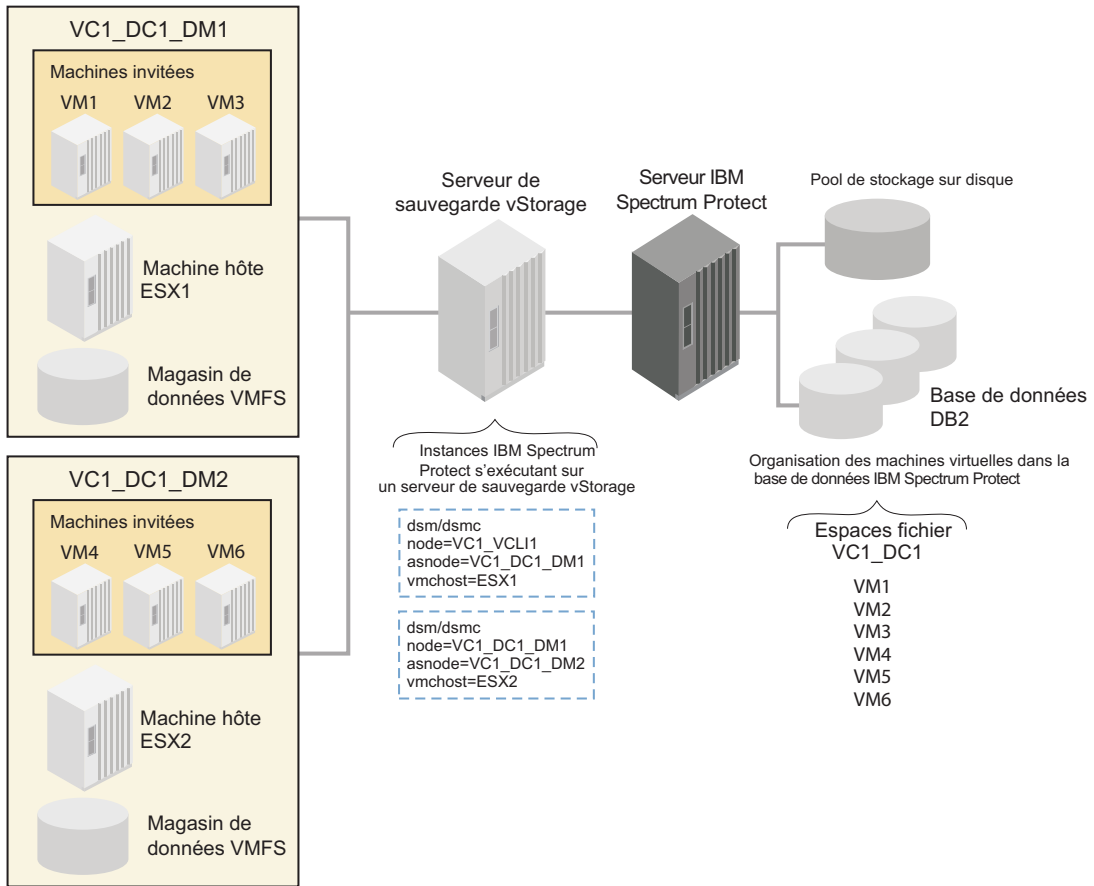 VC1_DC1_DM1
Machines invitées
VM1 VM2 VM3
Machine hôte
ESX1
Magasin de
données VMFS
VC1_DC1_DM2
Machines invitées
VM4 VM5 VM6
Machine hôte
ESX2
Magasin de
données VMFS
Serveur de
sauvegarde vStorage
Instances IBM Spectrum
Protect s'exécutant sur
un serveur de sauvegarde vStorage
dsm/dsmc
node=VC1_VCLI1
asnode=VC1_DC1_DM1
vmchost=ESX1
dsm/dsmc
node=VC1_DC1_DM1
asnode=VC1_DC1_DM2
vmchost=ESX2
Serveur IBM
Spectrum Protect
Pool de stockage sur disque
Base de données
DB2
Organisation des machines virtuelles dans la
base de données IBM Spectrum Protect
Espaces fichier
VC1_DC1
VM1
VM2
VM3
VM4
VM5
VM6